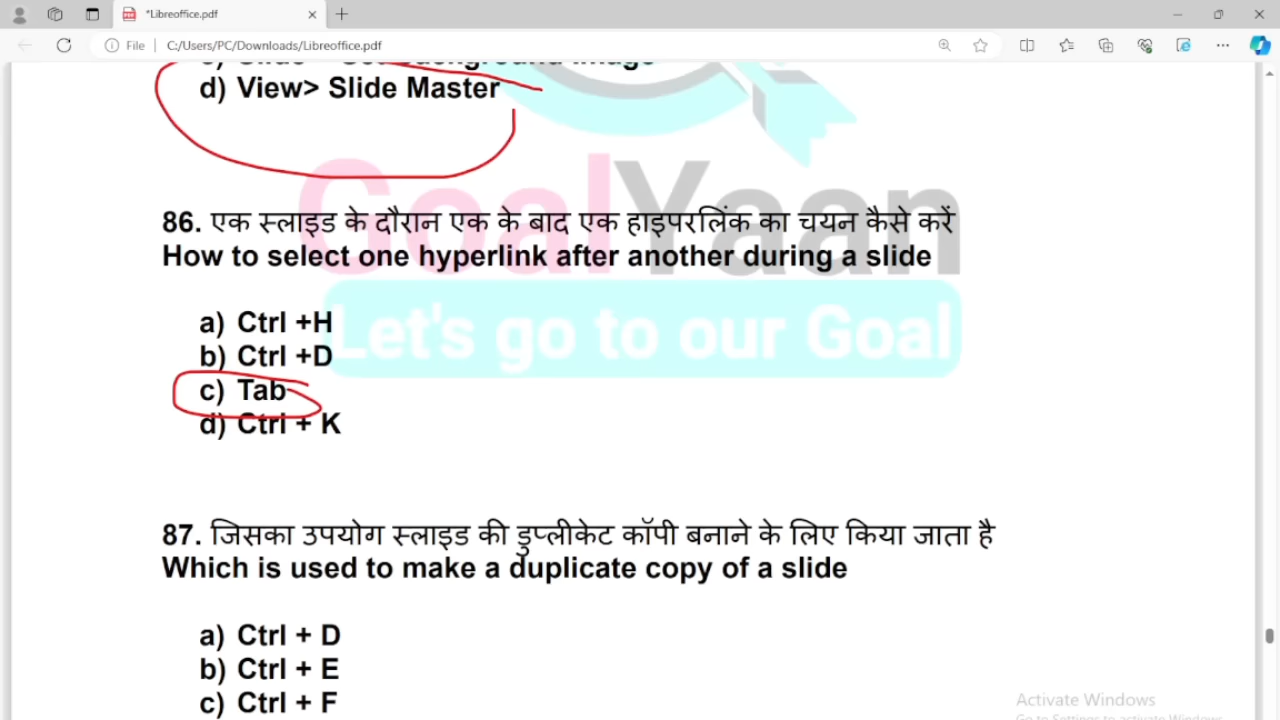 *Libreoffice.pdf
File
C:/Users/PC/Downloads/Libreoffice.pdf
d) View> Slide Master
GoalYaan
Let's go to our Goal
86. एक स्लाइड के दौरान एक के बाद एक हाइपरलिंक का चयन कैसे करें
How to select one hyperlink after another during a slide
a) Ctrl +H
b) Ctrl +D
c) Tab
d) Ctrl + K
87. जिसका उपयोग स्लाइड की डुप्लीकेट कॉपी बनाने के लिए किया जाता है
Which is used to make a duplicate copy of a slide
a) Ctrl + D
b) Ctrl + E
c) Ctrl + F
Activate Windows